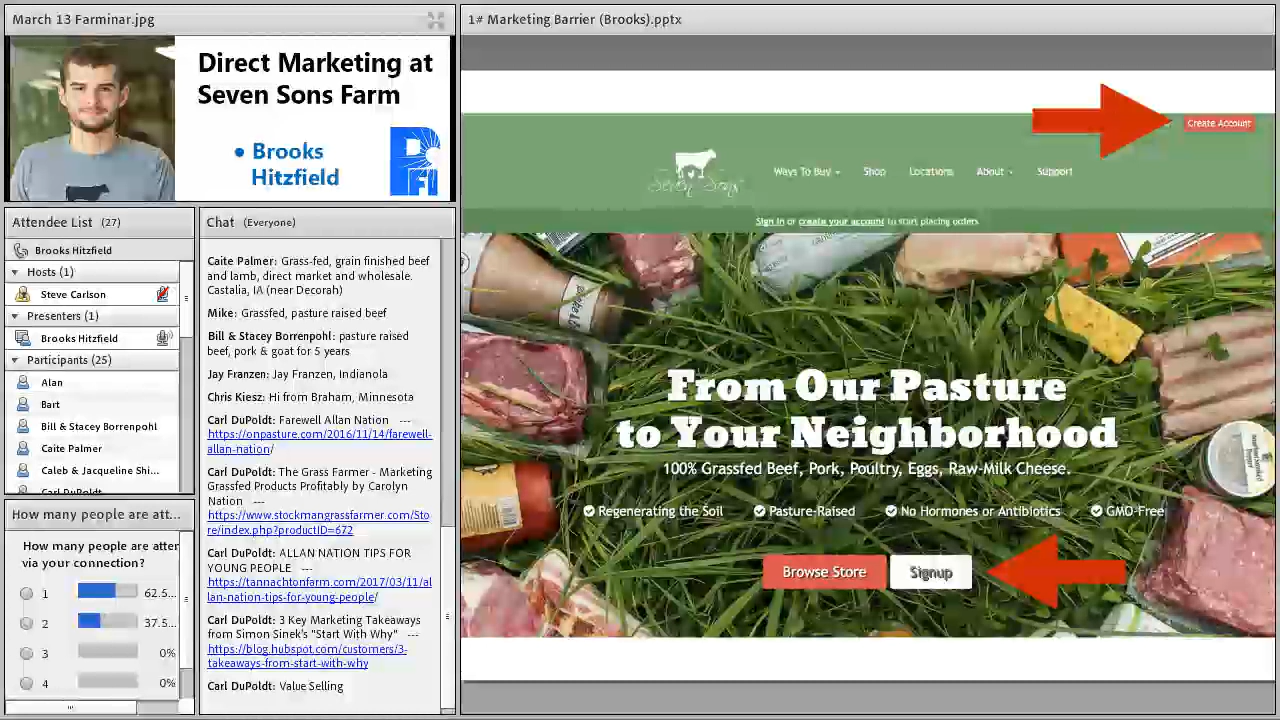 March 13 Farminar.jpg
Direct Marketing at
Seven Sons Farm
• Brooks
Hitzfield
PFI
Attendee List (27)
Brooks Hitzfield
Hosts (1)
Steve Carlson
Presenters (1)
Brooks Hitzfield
Participants (25)
Alan
Bart
Bill & Stacey Borrenpohl
Caite Palmer
Caleb & Jacqueline Shi...
Carl DuPoldt
How many people are att...
How many people are atter
via your connection?
1 62.5...
2 37.5...
3 0%
4 0%
Chat (Everyone)
Caite Palmer: Grass-fed, grain finished beef
and lamb, direct market and wholesale.
Castalia, IA (near Decorah)
Mike: Grassfed, pasture raised beef
Bill & Stacey Borrenpohl: pasture raised
beef, pork & goat for 5 years
Jay Franzen: Jay Franzen, Indianola
Chris Kiesz: Hi from Braham, Minnesota
Carl DuPoldt: Farewell Allan Nation ---
https://onpasture.com/2016/11/14/farewell-
allan-nation/
Carl DuPoldt: The Grass Farmer - Marketing
Grassfed Products Profitably by Carolyn
Nation ---
https://www.stockmangrassfarmer.com/Sto
re/index.php?productID=672
Carl DuPoldt: ALLAN NATION TIPS FOR
YOUNG PEOPLE ---
https://tannachtonfarm.com/2017/03/11/al
lan-nation-tips-for-young-people/
Carl DuPoldt: 3 Key Marketing Takeaways
from Simon Sinek's "Start With Why" ---
https://blog.hubspot.com/customers/3-
takeaways-from-start-with-why
Carl DuPoldt: Value Selling
1# Marketing Barrier (Brooks).pptx
Create Account
Seven Sons
Ways To Buy Shop Locations About Support
Sign in or create your account to start placing orders
From Our Pasture
to Your Neighborhood
100% Grassfed Beef, Pork, Poultry, Eggs, Raw-Milk Cheese.
Regenerating the Soil Pasture-Raised No Hormones or Antibiotics GMO-Free
Browse Store Signup